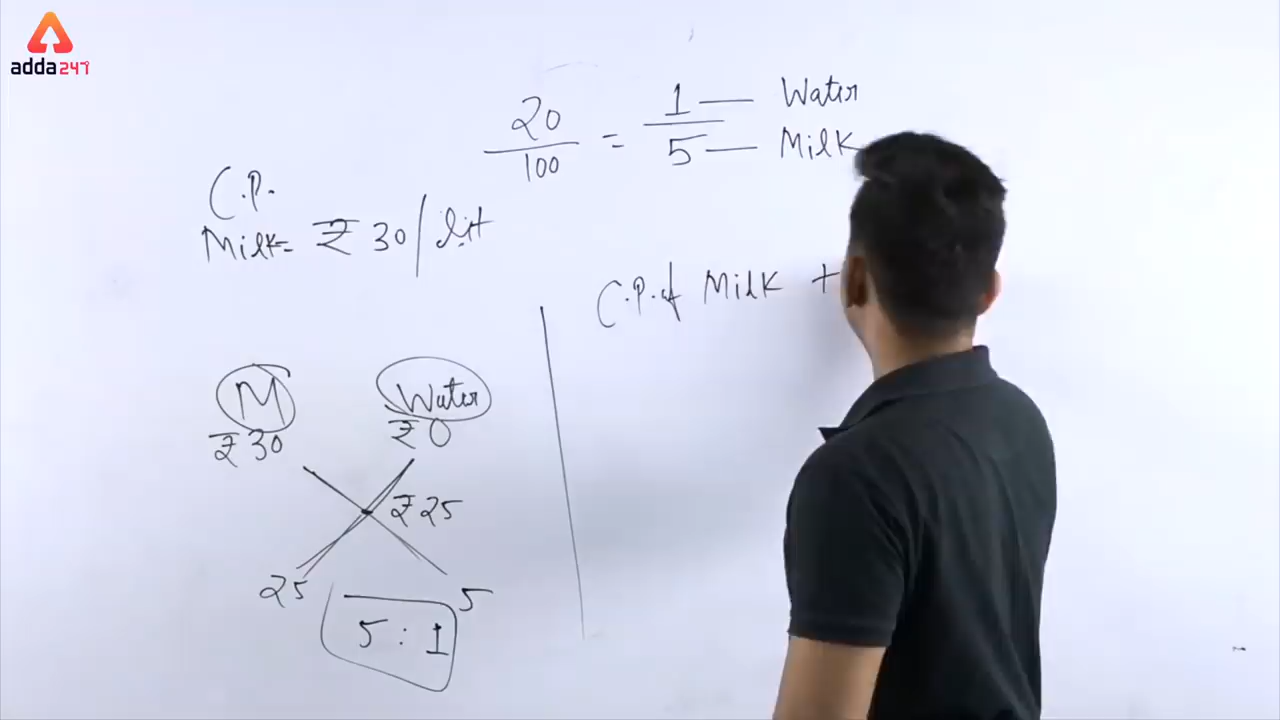 adda247
20/100 = 1/5
Water
Milk
C.P.
Milk = ₹ 30/lit
C.P. of Milk +
M
Water
₹ 30
₹ 0
₹ 25
25
5
5 : 1